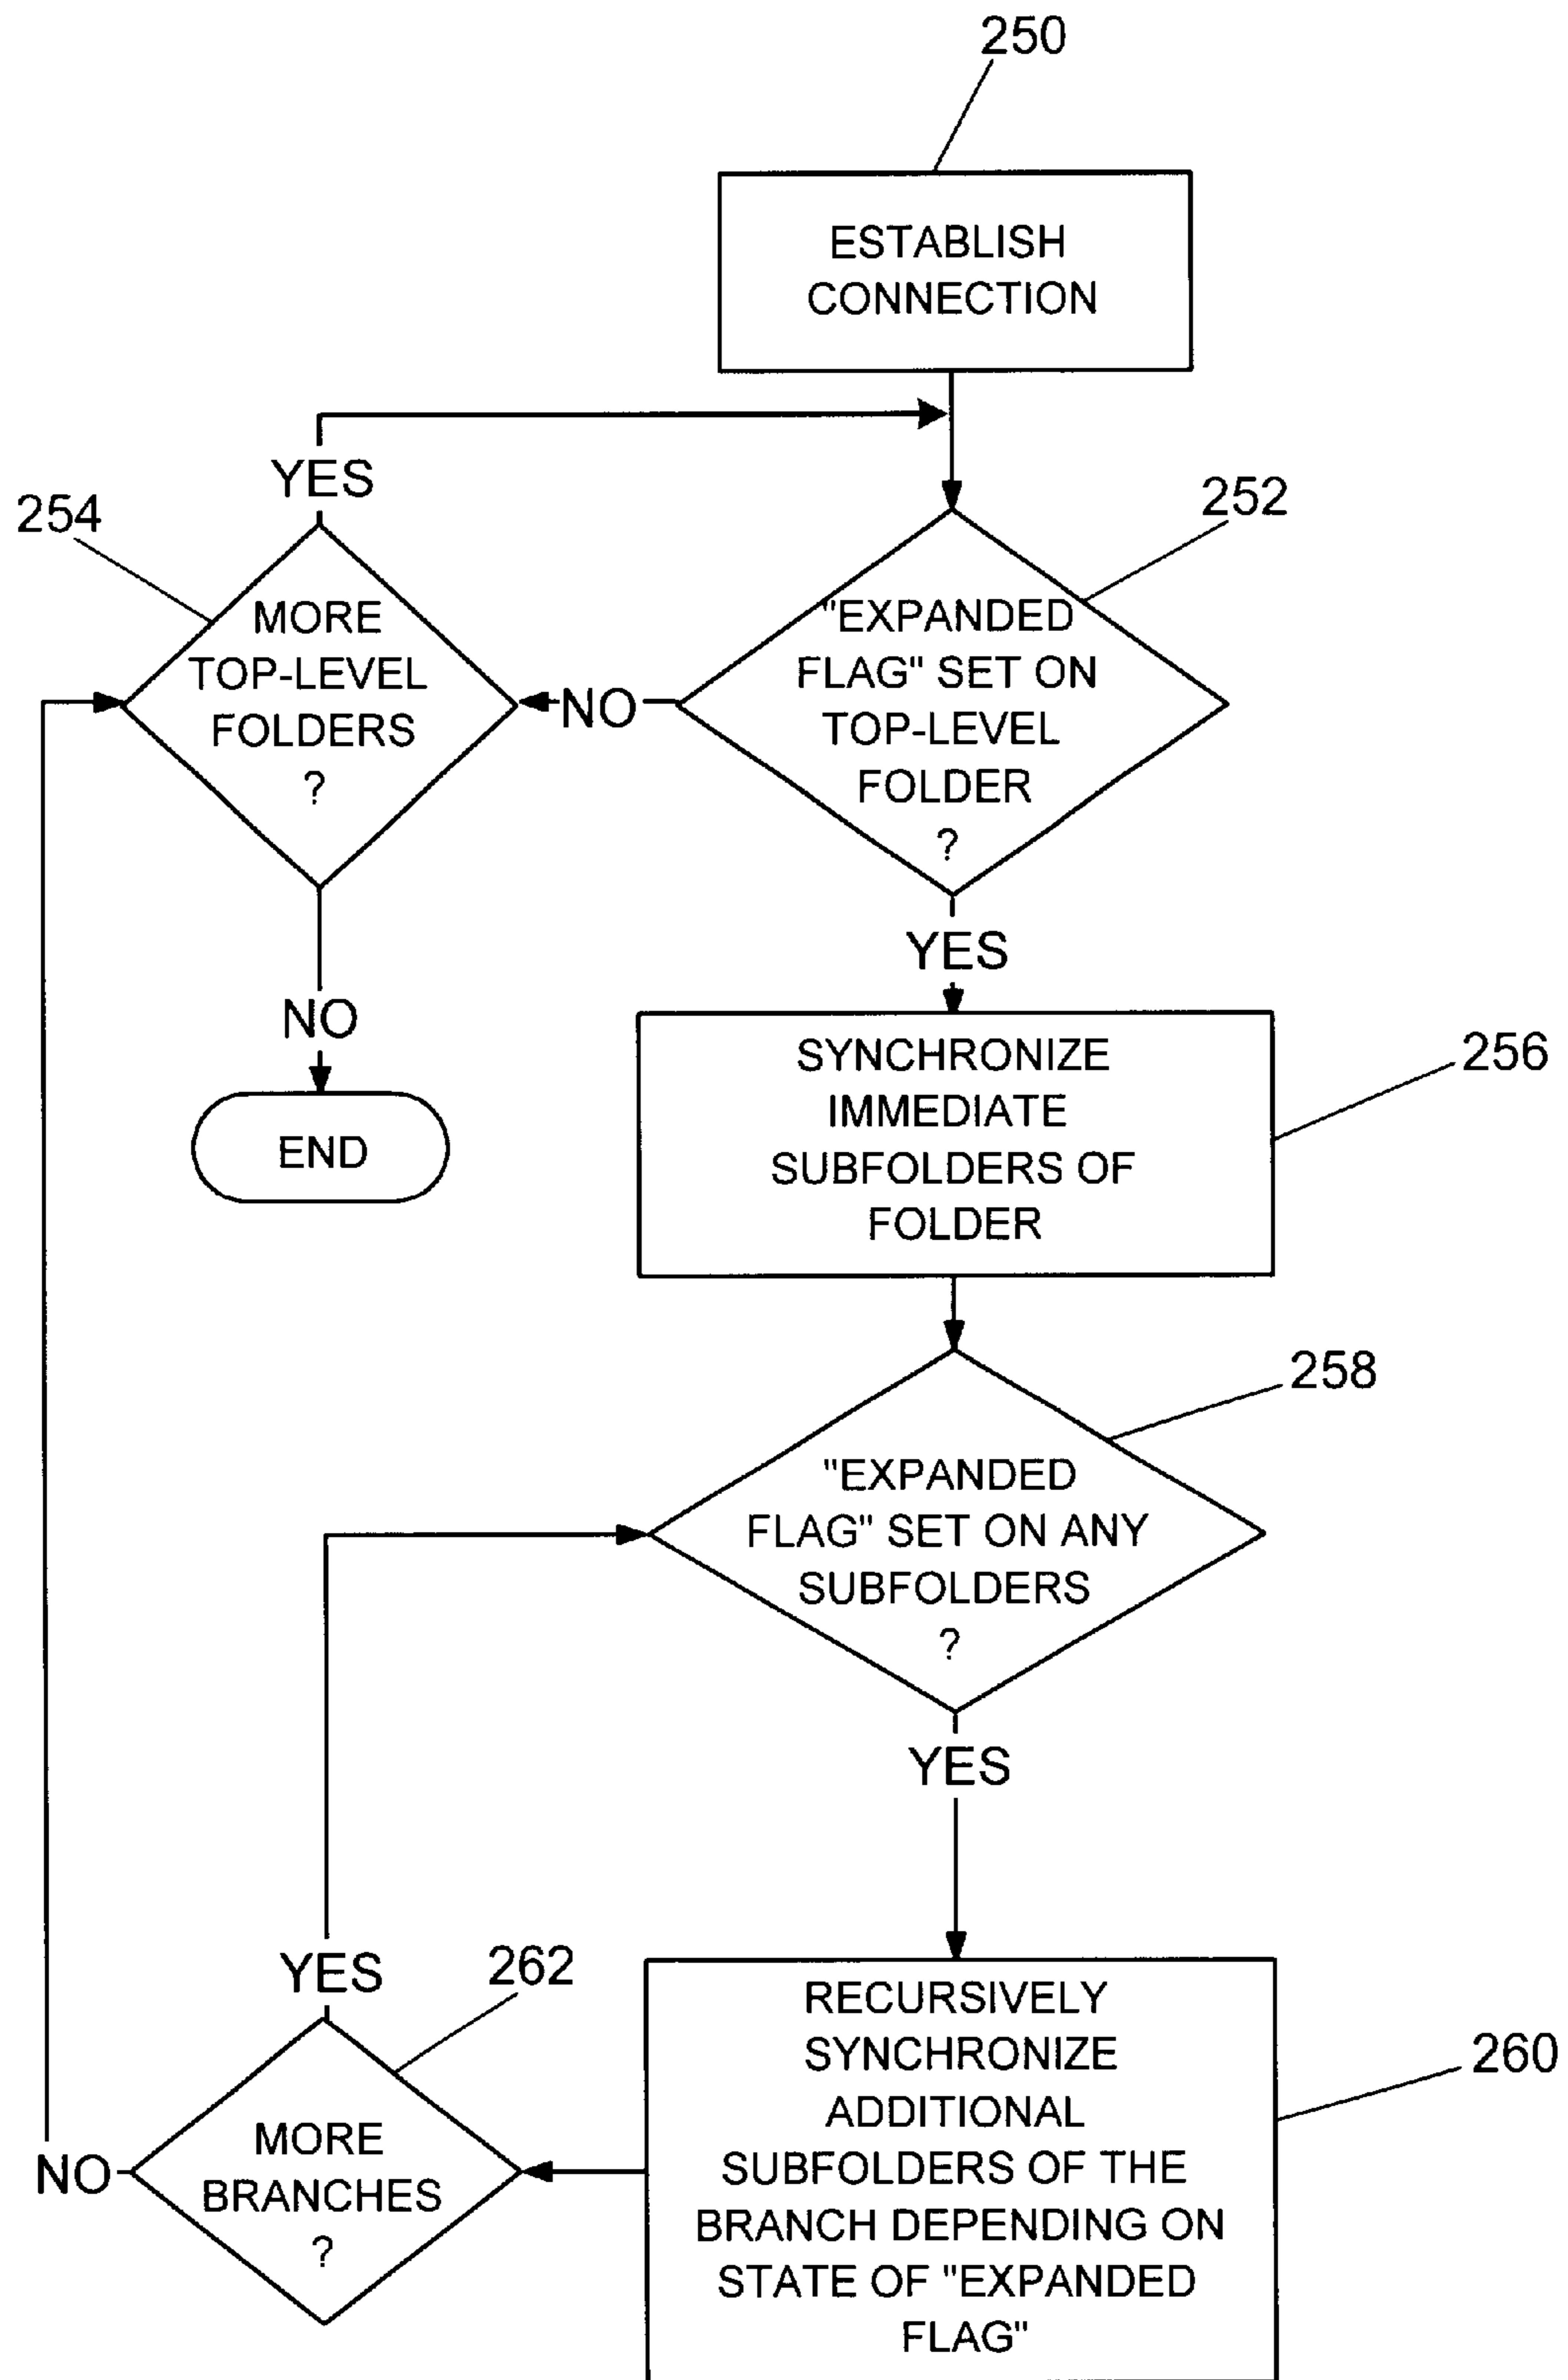 250
ESTABLISH
CONNECTION
YES
254
252
MORE
TOP-LEVEL
FOLDERS
?
NO
"EXPANDED
FLAG" SET ON
TOP-LEVEL
FOLDER
?
YES
NO
END
SYNCHRONIZE
IMMEDIATE
SUBFOLDERS OF
FOLDER
256
258
"EXPANDED
FLAG" SET ON ANY
SUBFOLDERS
?
YES
YES
262
RECURSIVELY
SYNCHRONIZE
ADDITIONAL
SUBFOLDERS OF THE
BRANCH DEPENDING ON
STATE OF "EXPANDED
FLAG"
260
NO
MORE
BRANCHES
?